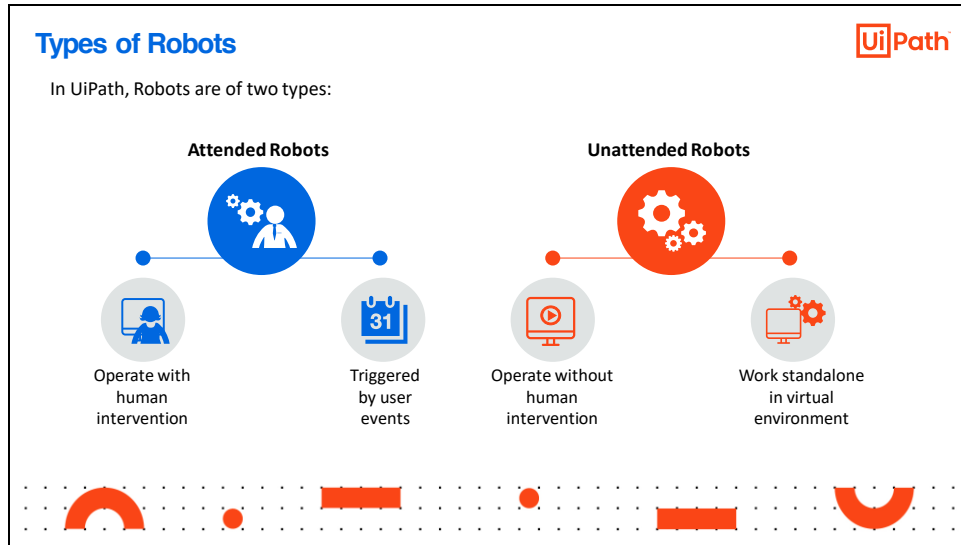 Types of Robots
UiPath
In UiPath, Robots are of two types:
Attended Robots
Unattended Robots
31
Operate with
human
intervention
Triggered
by user
events
Operate without
human
intervention
Work standalone
in virtual
environment